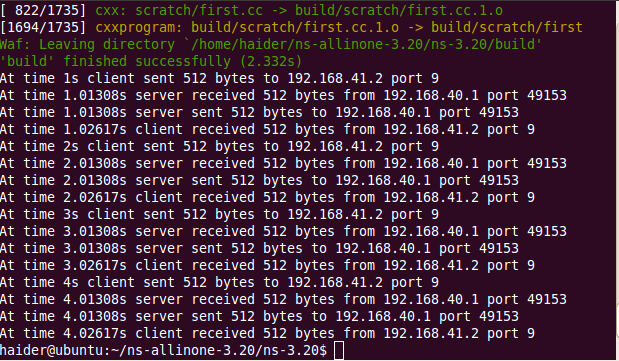 [ 822/1735] cxx: scratch/first.cc -> build/scratch/first.cc.1.o
[1694/1735] cxxprogram: build/scratch/first.cc.1.o -> build/scratch/first
Waf: Leaving directory `/home/haider/ns-allinone-3.20/ns-3.20/build'
'build' finished successfully (2.332s)
At time 1s client sent 512 bytes to 192.168.41.2 port 9
At time 1.01308s server received 512 bytes from 192.168.40.1 port 49153
At time 1.01308s server sent 512 bytes to 192.168.40.1 port 49153
At time 1.02617s client received 512 bytes from 192.168.41.2 port 9
At time 2s client sent 512 bytes to 192.168.41.2 port 9
At time 2.01308s server received 512 bytes from 192.168.40.1 port 49153
At time 2.01308s server sent 512 bytes to 192.168.40.1 port 49153
At time 2.02617s client received 512 bytes from 192.168.41.2 port 9
At time 3s client sent 512 bytes to 192.168.41.2 port 9
At time 3.01308s server received 512 bytes from 192.168.40.1 port 49153
At time 3.01308s server sent 512 bytes to 192.168.40.1 port 49153
At time 3.02617s client received 512 bytes from 192.168.41.2 port 9
At time 4s client sent 512 bytes to 192.168.41.2 port 9
At time 4.01308s server received 512 bytes from 192.168.40.1 port 49153
At time 4.01308s server sent 512 bytes to 192.168.40.1 port 49153
At time 4.02617s client received 512 bytes from 192.168.41.2 port 9
haider@ubuntu:~/ns-allinone-3.20/ns-3.20$